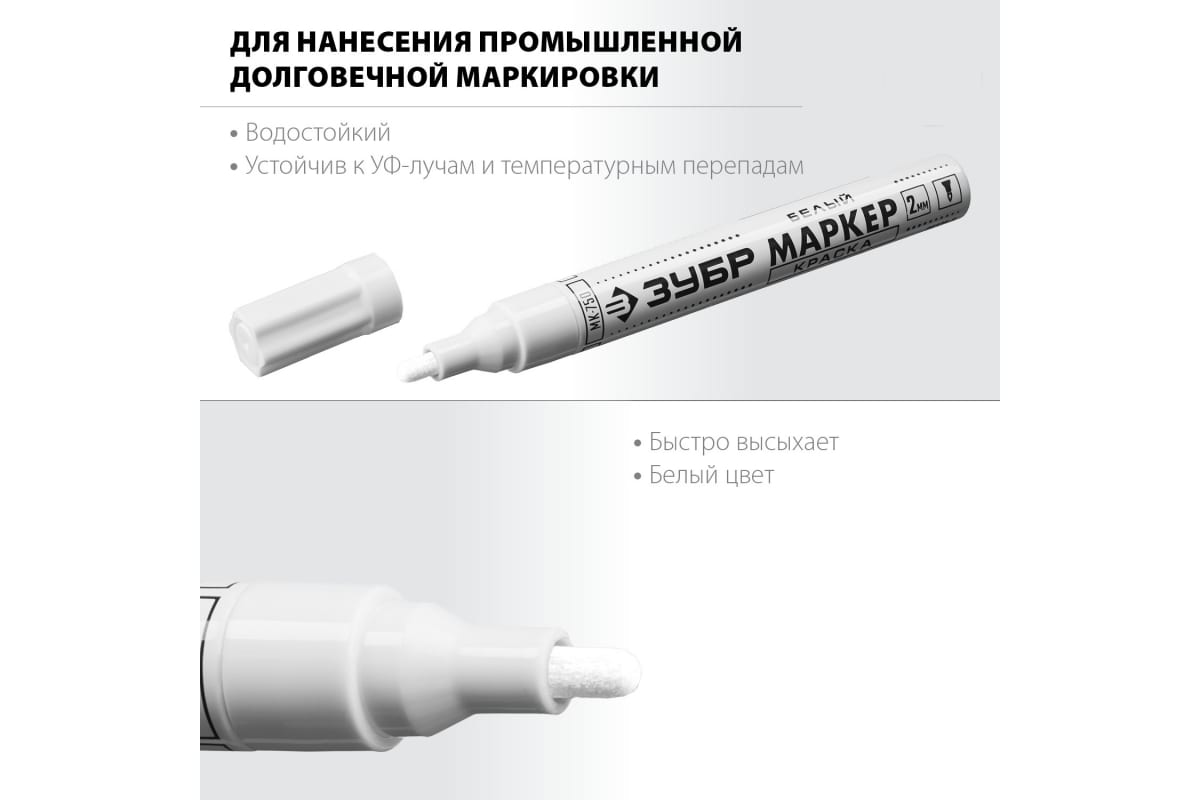 ДЛЯ НАНЕСЕНИЯ ПРОМЫШЛЕННОЙ
ДОЛГОВЕЧНОЙ МАРКИРОВКИ
• Водостойкий
• Устойчив к УФ-лучам и температурным перепадам
МК-750
ЗУБР
БЕЛЫЙ
МАРКЕР
КРАСКА
2мм
• Быстро высыхает
• Белый цвет